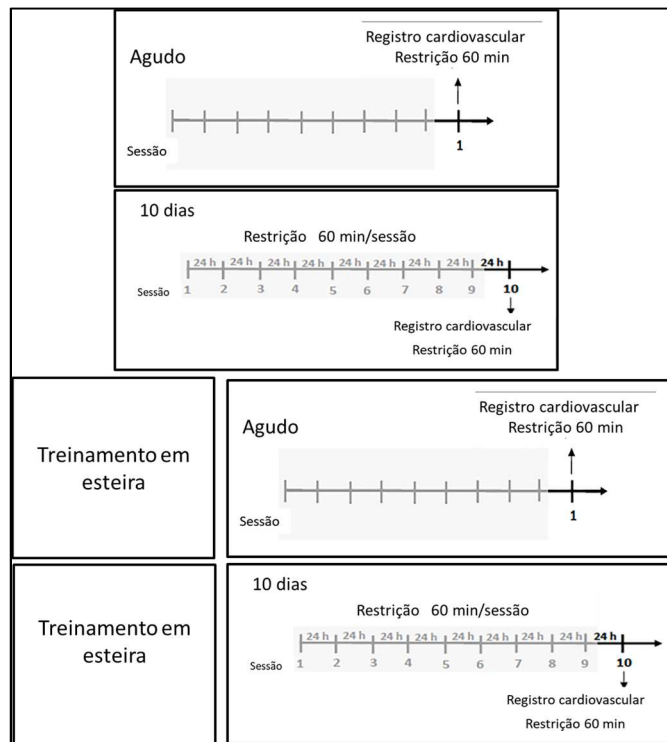 Registro cardiovascular
Restrição 60 min
Agudo
1
Sessão
10 dias
Restrição 60 min/sessão
24 h 24 h 24 h 24 h 24 h 24 h 24 h 24 h 24 h
Sessão 1 2 3 4 5 6 7 8 9 10
Registro cardiovascular
Restrição 60 min
Treinamento em
esteira
Registro cardiovascular
Restrição 60 min
Agudo
1
Sessão
Treinamento em
esteira
10 dias
Restrição 60 min/sessão
24 h 24 h 24 h 24 h 24 h 24 h 24 h 24 h 24 h
Sessão 1 2 3 4 5 6 7 8 9 10
Registro cardiovascular
Restrição 60 min